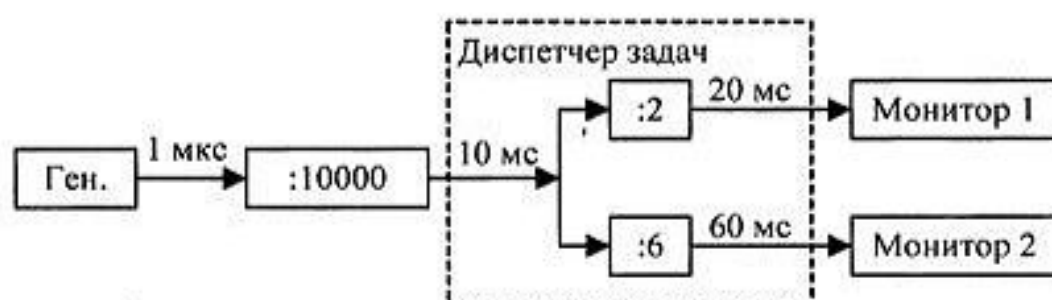 Диспетчер задач
:2
20 мс
Монитор 1
Ген.
1 мкс
:10000
10 мс
:6
60 мс
Монитор 2